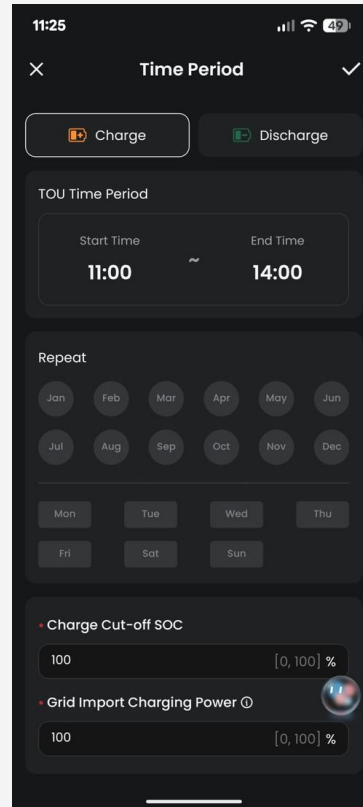 11:25
49
Time Period
Charge
Discharge
TOU Time Period
Start Time
End Time
11:00
~
14:00
Repeat
Jan Feb Mar Apr May Jun
Jul Aug Sep Oct Nov Dec
Mon Tue Wed Thu
Fri Sat Sun
* Charge Cut-off SOC
100 [0, 100] %
* Grid Import Charging Power
100 [0, 100] %